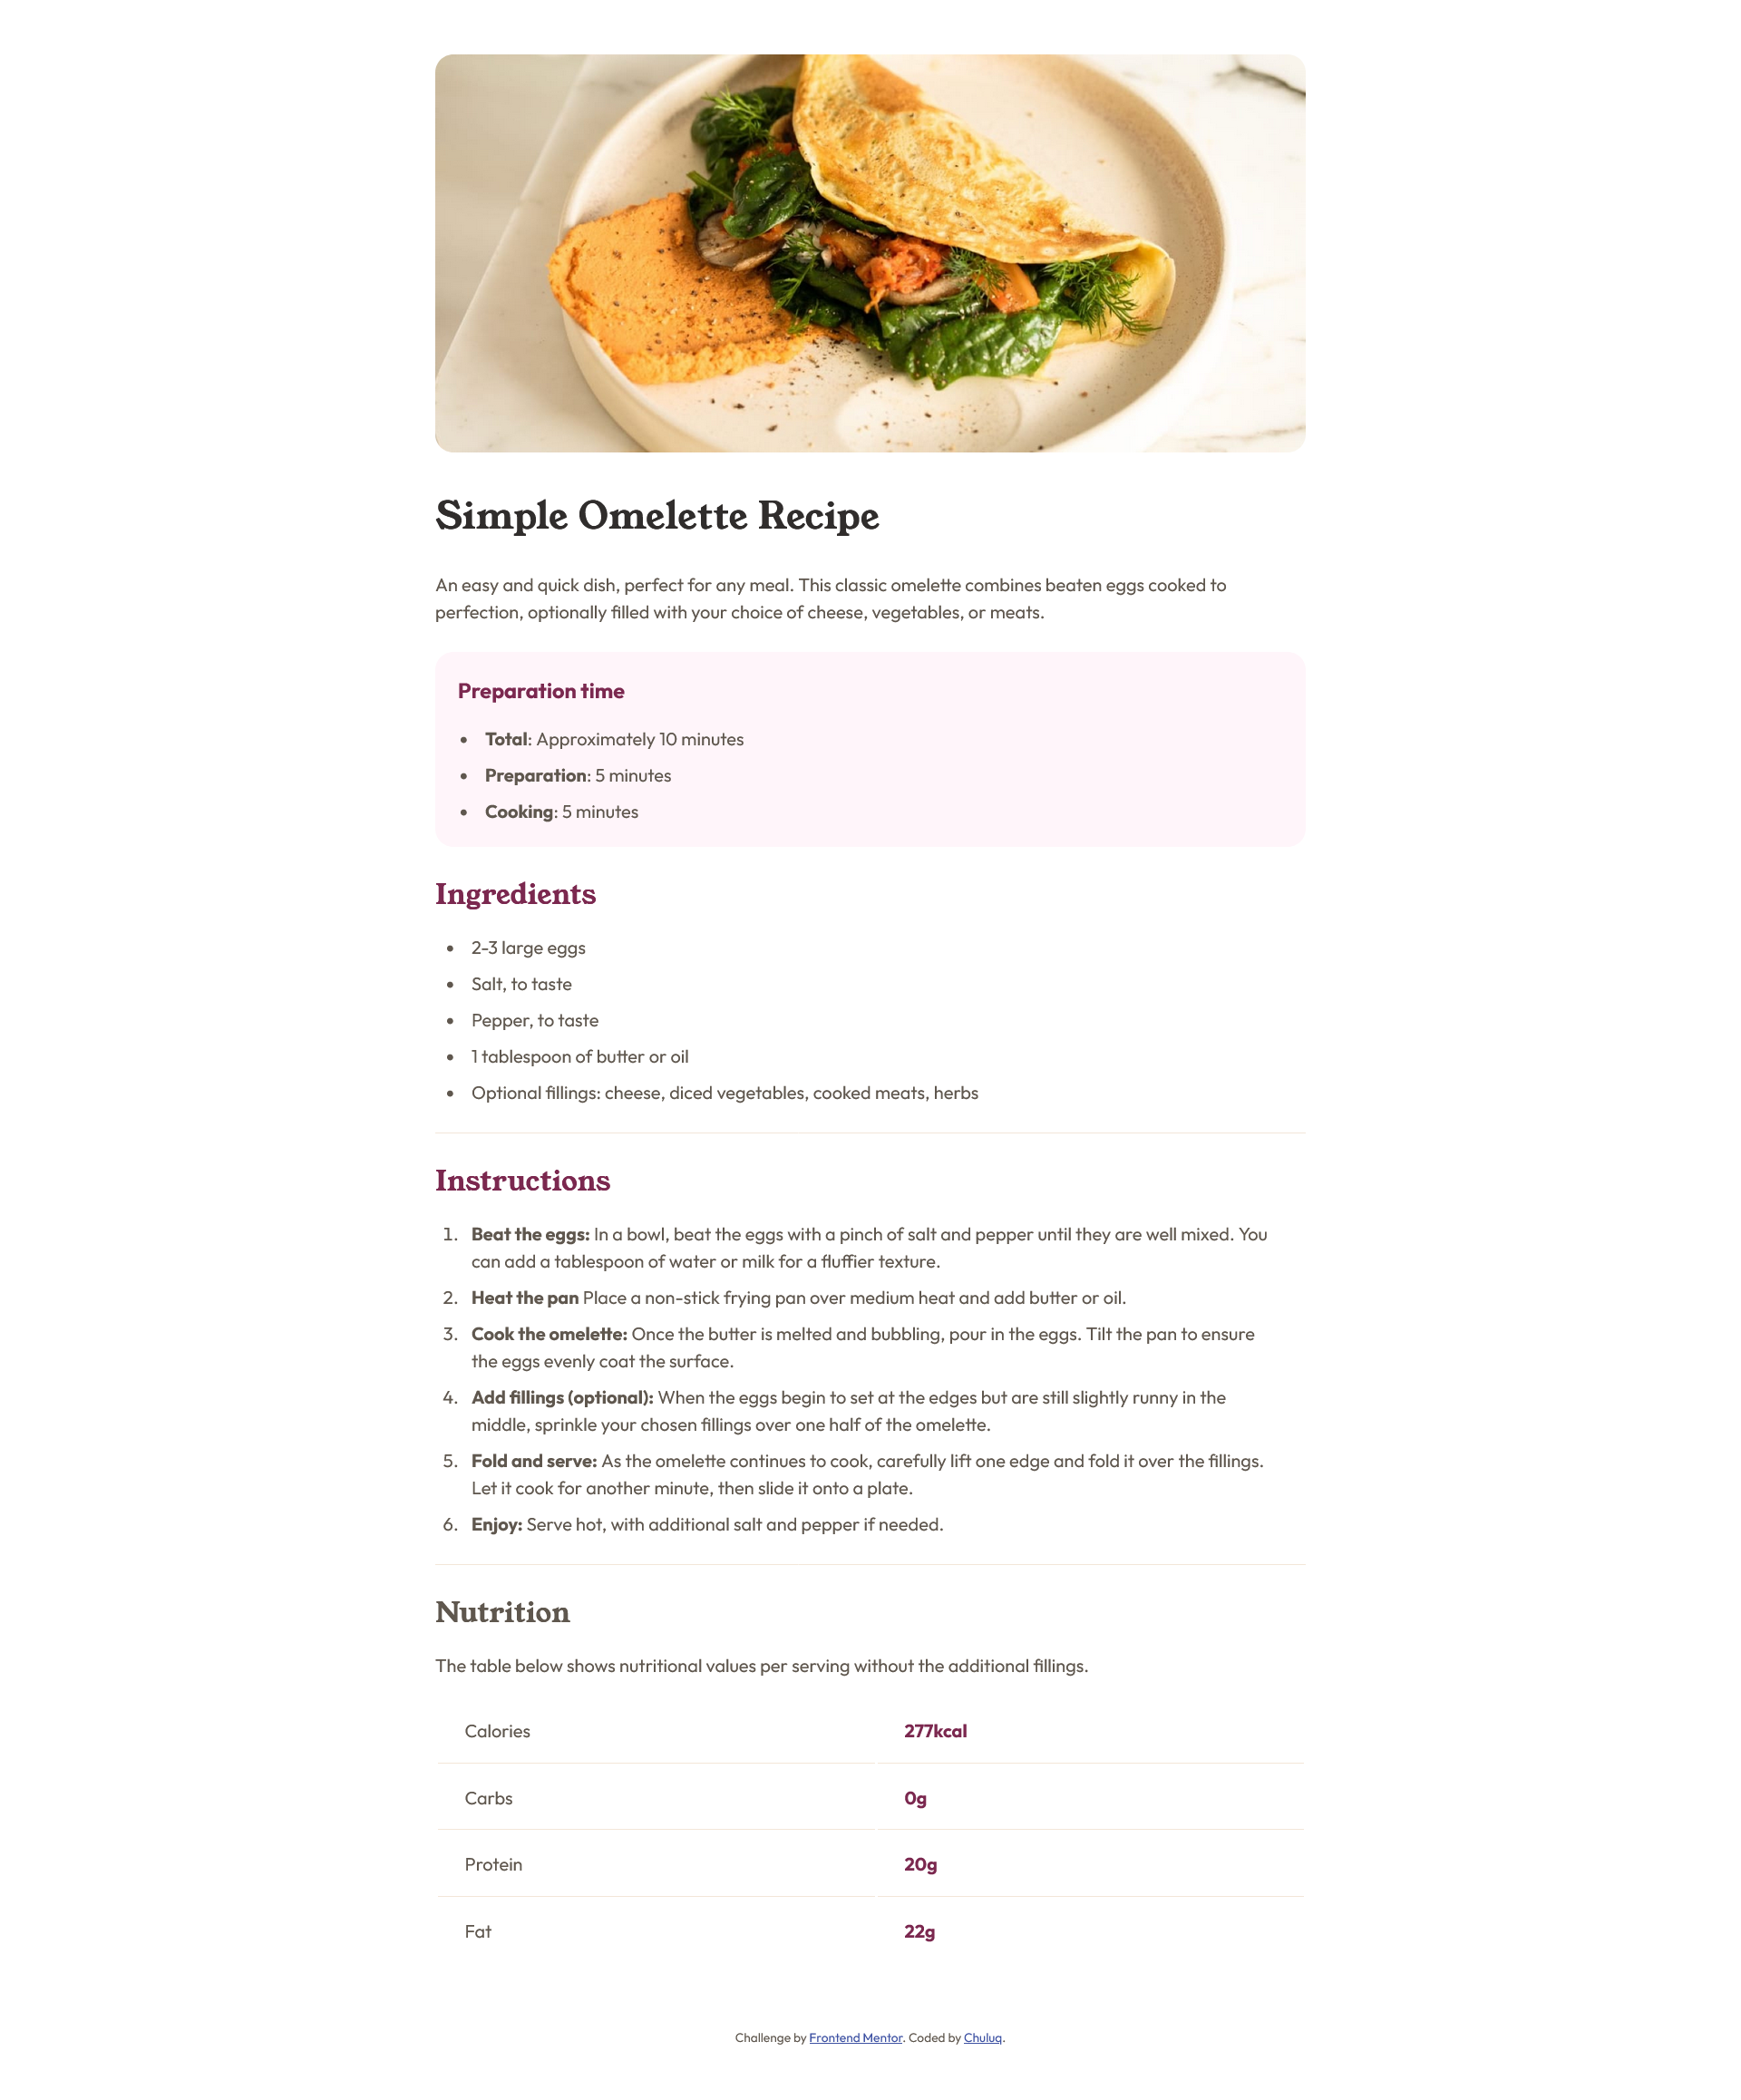 Simple Omelette Recipe
An easy and quick dish, perfect for any meal. This classic omelette combines beaten eggs cooked to
perfection, optionally filled with your choice of cheese, vegetables, or meats.
Preparation time
• Total: Approximately 10 minutes
• Preparation: 5 minutes
• Cooking: 5 minutes
Ingredients
• 2-3 large eggs
• Salt, to taste
• Pepper, to taste
• 1 tablespoon of butter or oil
• Optional fillings: cheese, diced vegetables, cooked meats, herbs
Instructions
1. Beat the eggs: In a bowl, beat the eggs with a pinch of salt and pepper until they are well mixed. You
can add a tablespoon of water or milk for a fluffier texture.
2. Heat the pan Place a non-stick frying pan over medium heat and add butter or oil.
3. Cook the omelette: Once the butter is melted and bubbling, pour in the eggs. Tilt the pan to ensure
the eggs evenly coat the surface.
4. Add fillings (optional): When the eggs begin to set at the edges but are still slightly runny in the
middle, sprinkle your chosen fillings over one half of the omelette.
5. Fold and serve: As the omelette continues to cook, carefully lift one edge and fold it over the fillings.
Let it cook for another minute, then slide it onto a plate.
6. Enjoy: Serve hot, with additional salt and pepper if needed.
Nutrition
The table below shows nutritional values per serving without the additional fillings.
Calories 277kcal
Carbs 0g
Protein 20g
Fat 22g
Challenge by Frontend Mentor. Coded by Chuluq.